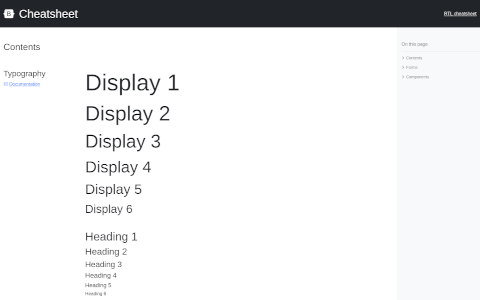 B Cheatsheet
RTL cheatsheet
Contents
Typography
Documentation
Display 1
Display 2
Display 3
Display 4
Display 5
Display 6
Heading 1
Heading 2
Heading 3
Heading 4
Heading 5
Heading 6
On this page
Contents
Forms
Components